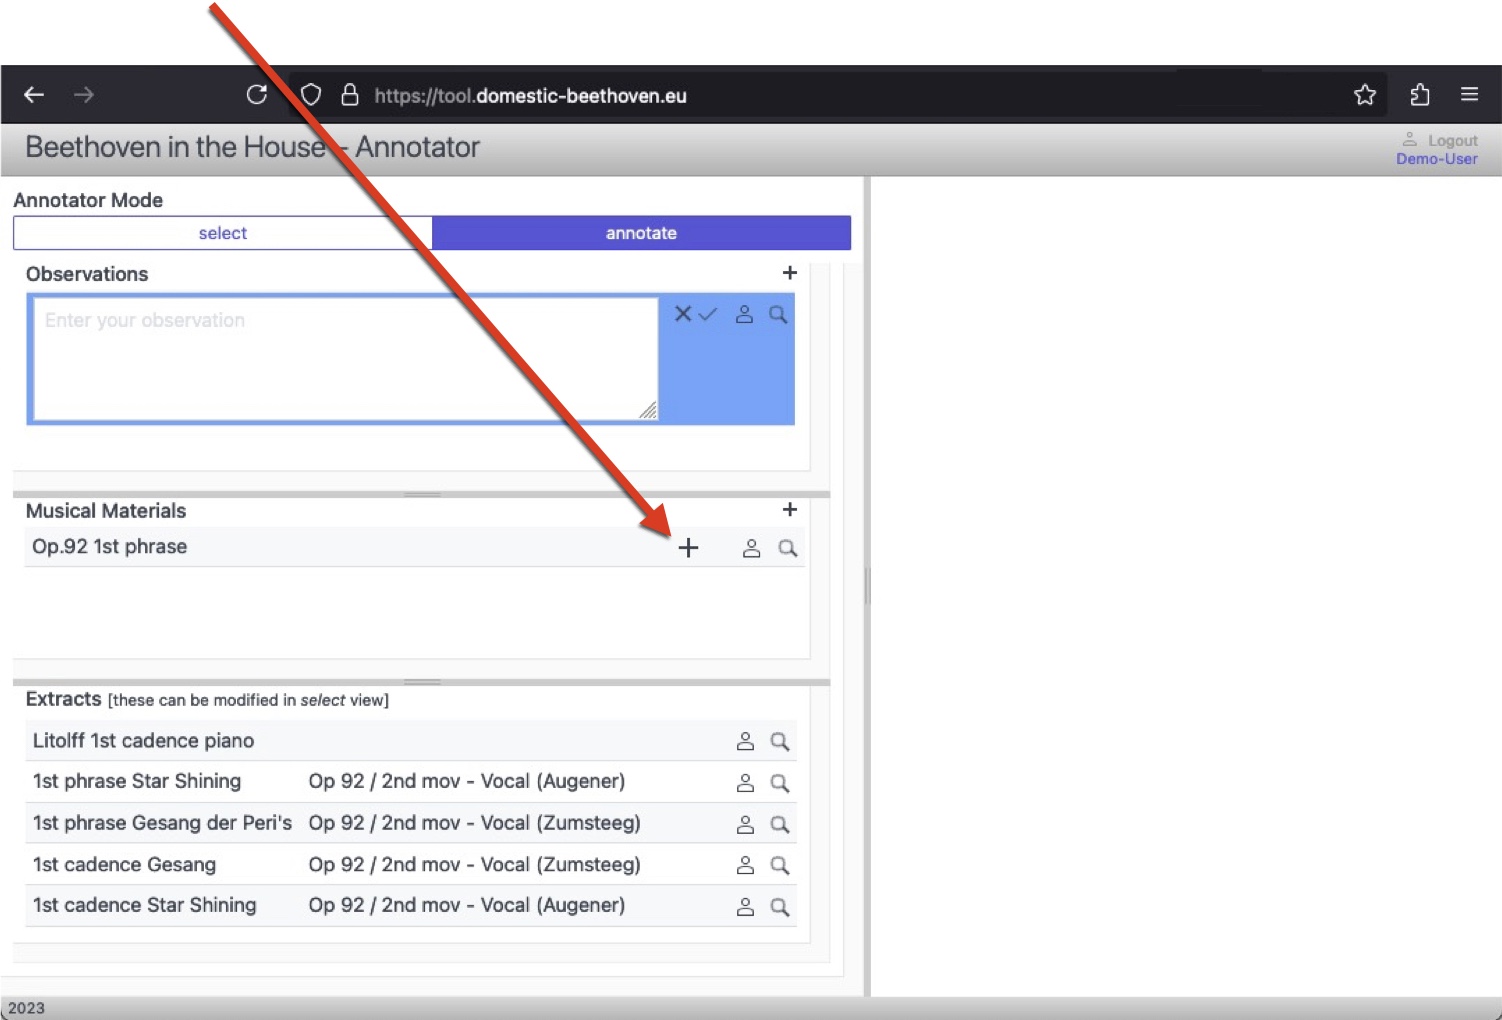 https://tool.domestic-beethoven.eu
Beethoven in the House - Annotator
Logout
Demo-User
Annotator Mode
select annotate
Observations +
Enter your observation
Musical Materials +
Op.92 1st phrase +
Extracts [these can be modified in select view]
Litolff 1st cadence piano
1st phrase Star Shining Op 92 / 2nd mov - Vocal (Augener)
1st phrase Gesang der Peri's Op 92 / 2nd mov - Vocal (Zumsteeg)
1st cadence Gesang Op 92 / 2nd mov - Vocal (Zumsteeg)
1st cadence Star Shining Op 92 / 2nd mov - Vocal (Augener)
2023